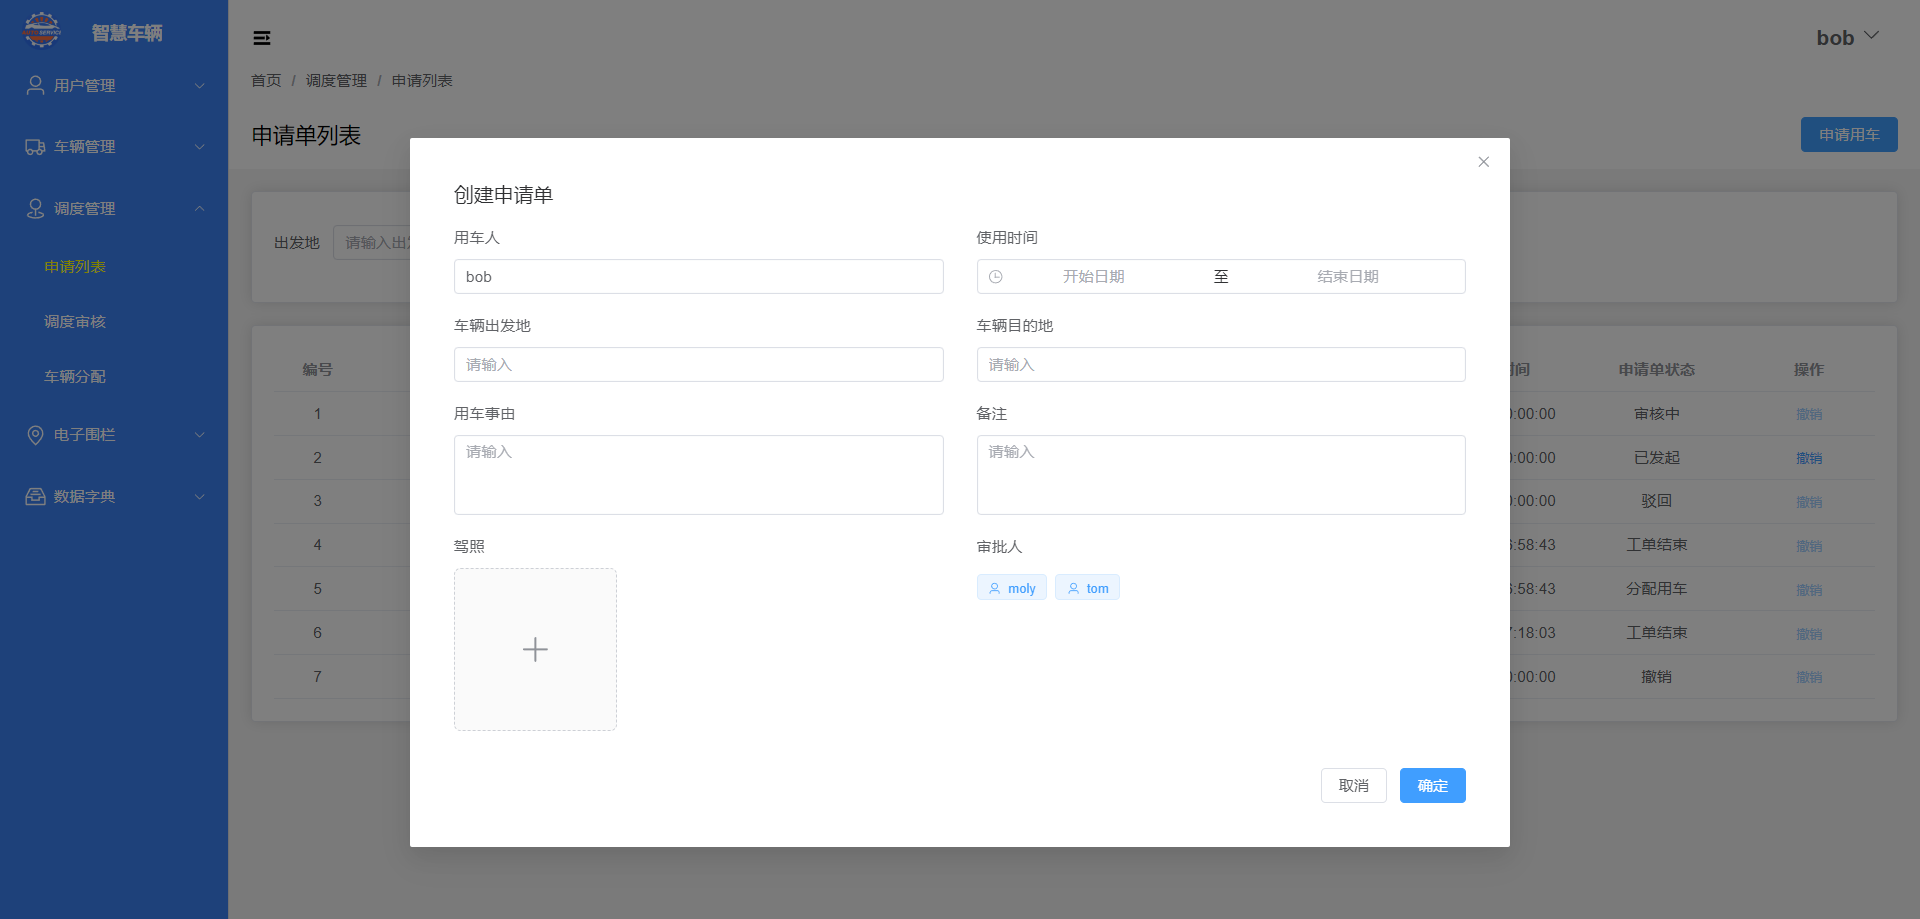 智慧车辆
bob
用户管理
车辆管理
调度管理
申请列表
调度审核
车辆分配
电子围栏
数据字典
首页 / 调度管理 / 申请列表
申请单列表
申请用车
出发地
请输入出
创建申请单
用车人
使用时间
bob
开始日期 至 结束日期
车辆出发地
车辆目的地
请输入
请输入
用车事由
备注
请输入
请输入
驾照
审批人
moly
tom
取消
确定
编号 间 申请单状态 操作
1 :00:00 审核中 撤销
2 :00:00 已发起 撤销
3 :00:00 驳回 撤销
4 :58:43 工单结束 撤销
5 :58:43 分配用车 撤销
6 :18:03 工单结束 撤销
7 :00:00 撤销 撤销